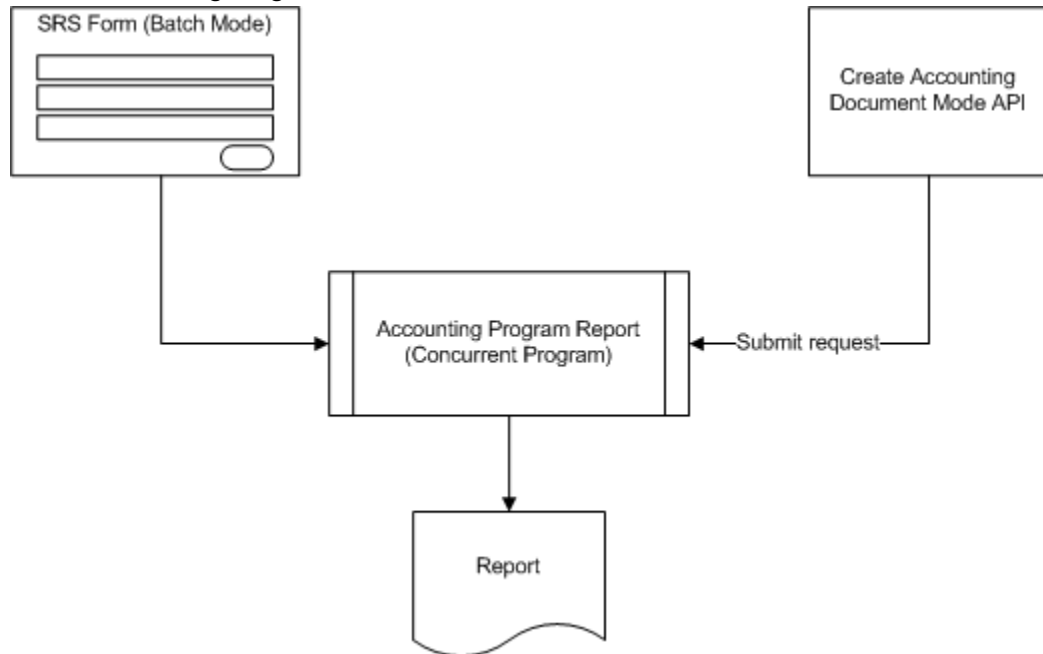 SRS Form (Batch Mode)
Create Accounting
Document Mode API
Accounting Program Report
(Concurrent Program)
Submit request
Report